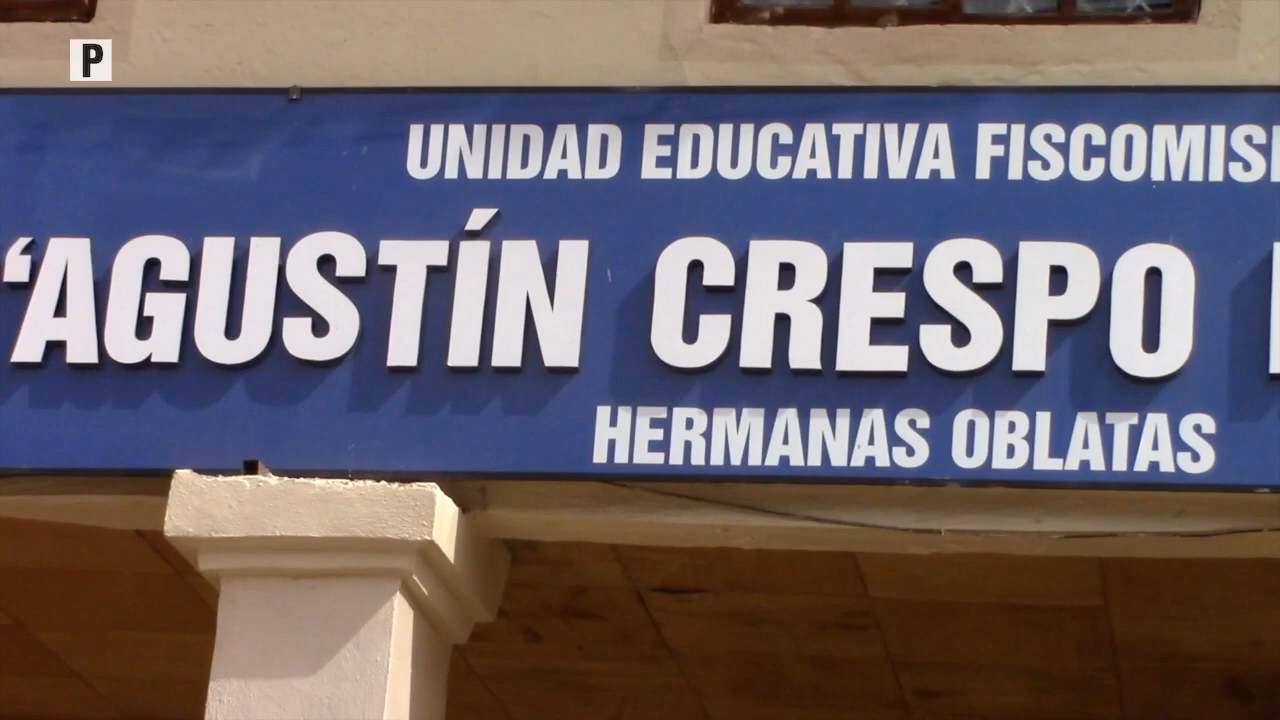 P
UNIDAD EDUCATIVA FISCOMISI
‘AGUSTÍN CRESPO
HERMANAS OBLATAS